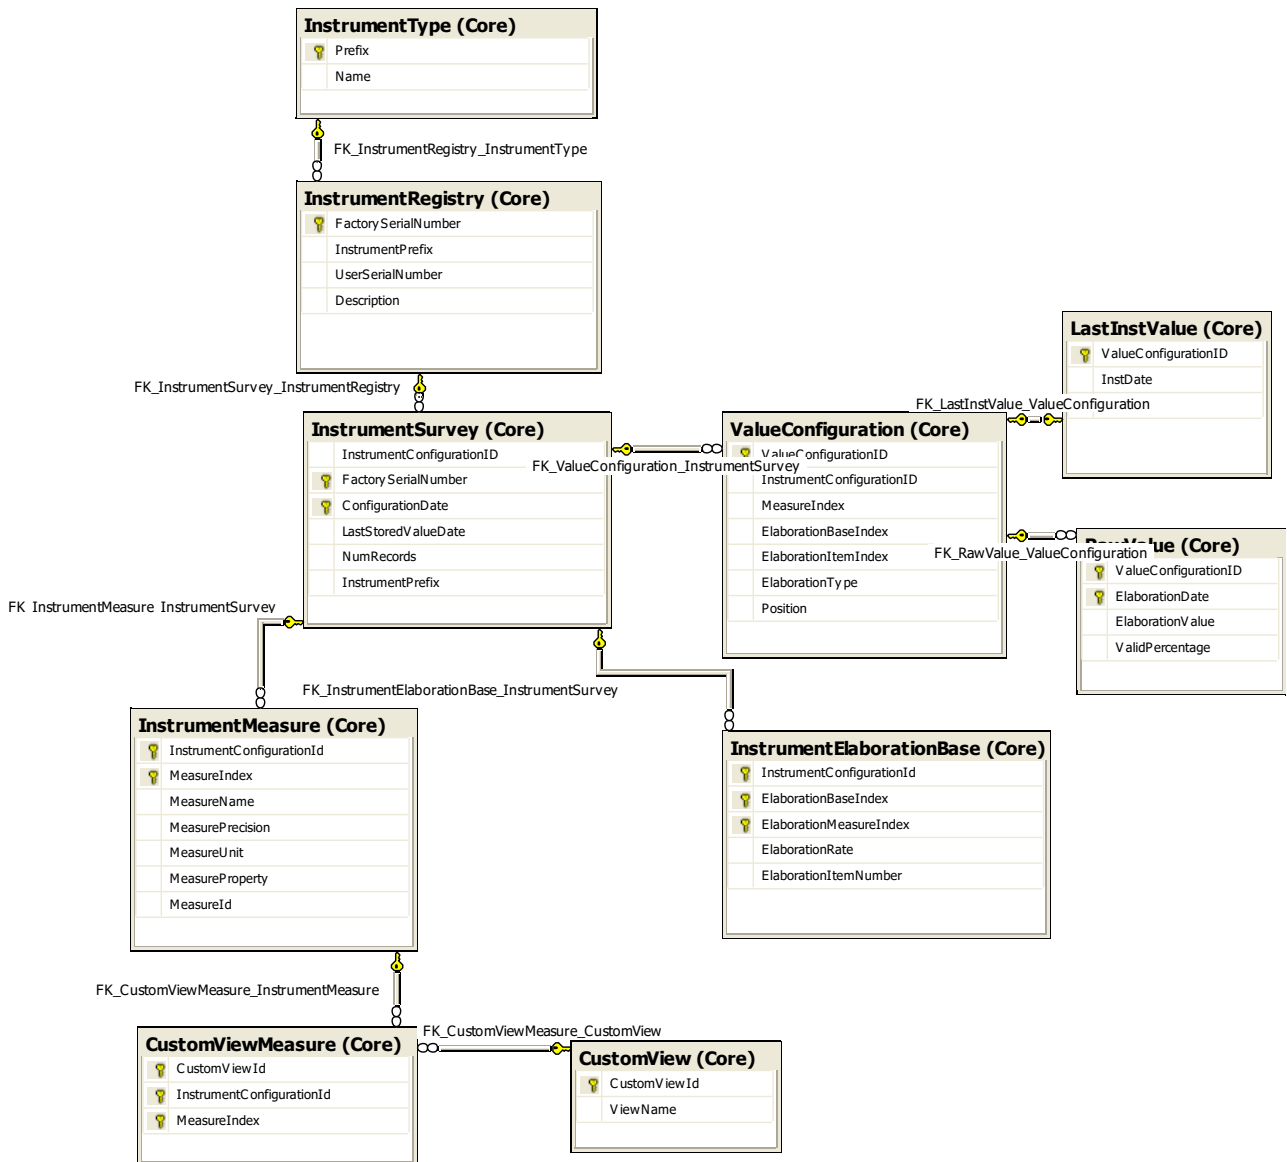 InstrumentType (Core)
Prefix
Name
FK_InstrumentRegistry_InstrumentType
InstrumentRegistry (Core)
FactorySerialNumber
InstrumentPrefix
UserSerialNumber
Description
FK_InstrumentSurvey_InstrumentRegistry
InstrumentSurvey (Core)
InstrumentConfigurationID
FactorySerialNumber
ConfigurationDate
LastStoredValueDate
NumRecords
InstrumentPrefix
FK_ValueConfiguration_InstrumentSurvey
ValueConfiguration (Core)
ValueConfigurationID
InstrumentConfigurationID
MeasureIndex
ElaborationBaseIndex
ElaborationItemIndex
ElaborationType
Position
FK_LastInstValue_ValueConfiguration
LastInstValue (Core)
ValueConfigurationID
InstDate
FK_RawValue_ValueConfiguration
RawValue (Core)
ValueConfigurationID
ElaborationDate
ElaborationValue
ValidPercentage
FK_InstrumentMeasure_InstrumentSurvey
FK_InstrumentElaborationBase_InstrumentSurvey
InstrumentMeasure (Core)
InstrumentConfigurationId
MeasureIndex
MeasureName
MeasurePrecision
MeasureUnit
MeasureProperty
MeasureId
InstrumentElaborationBase (Core)
InstrumentConfigurationId
ElaborationBaseIndex
ElaborationMeasureIndex
ElaborationRate
ElaborationItemNumber
FK_CustomViewMeasure_InstrumentMeasure
CustomViewMeasure (Core)
CustomViewId
InstrumentConfigurationId
MeasureIndex
FK_CustomViewMeasure_CustomView
CustomView (Core)
CustomViewId
ViewName